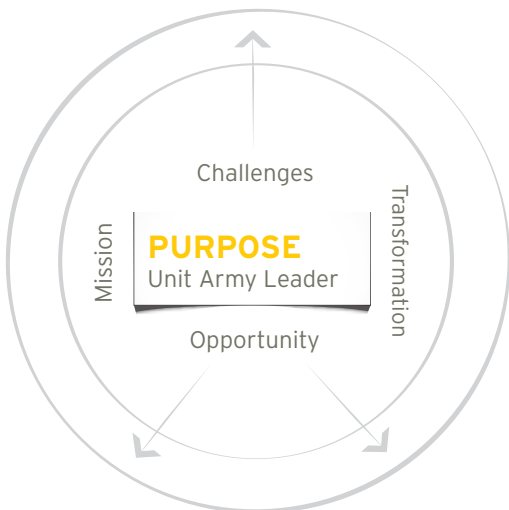 Challenges
Mission
PURPOSE
Unit Army Leader
Transformation
Opportunity